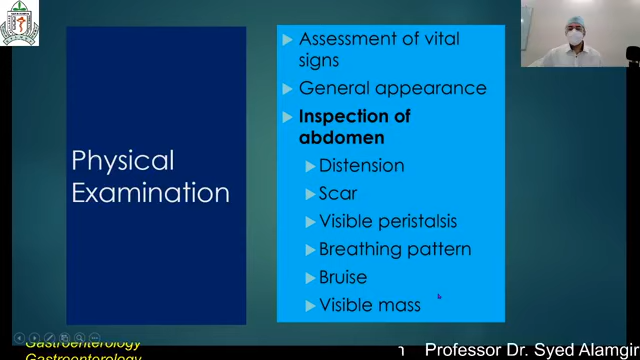 Physical
Examination
Assessment of vital
signs
General appearance
Inspection of
abdomen
Distension
Scar
Visible peristalsis
Breathing pattern
Bruise
Visible mass
Gastroenterology
Gastroenterology
Professor Dr. Syed Alamgir